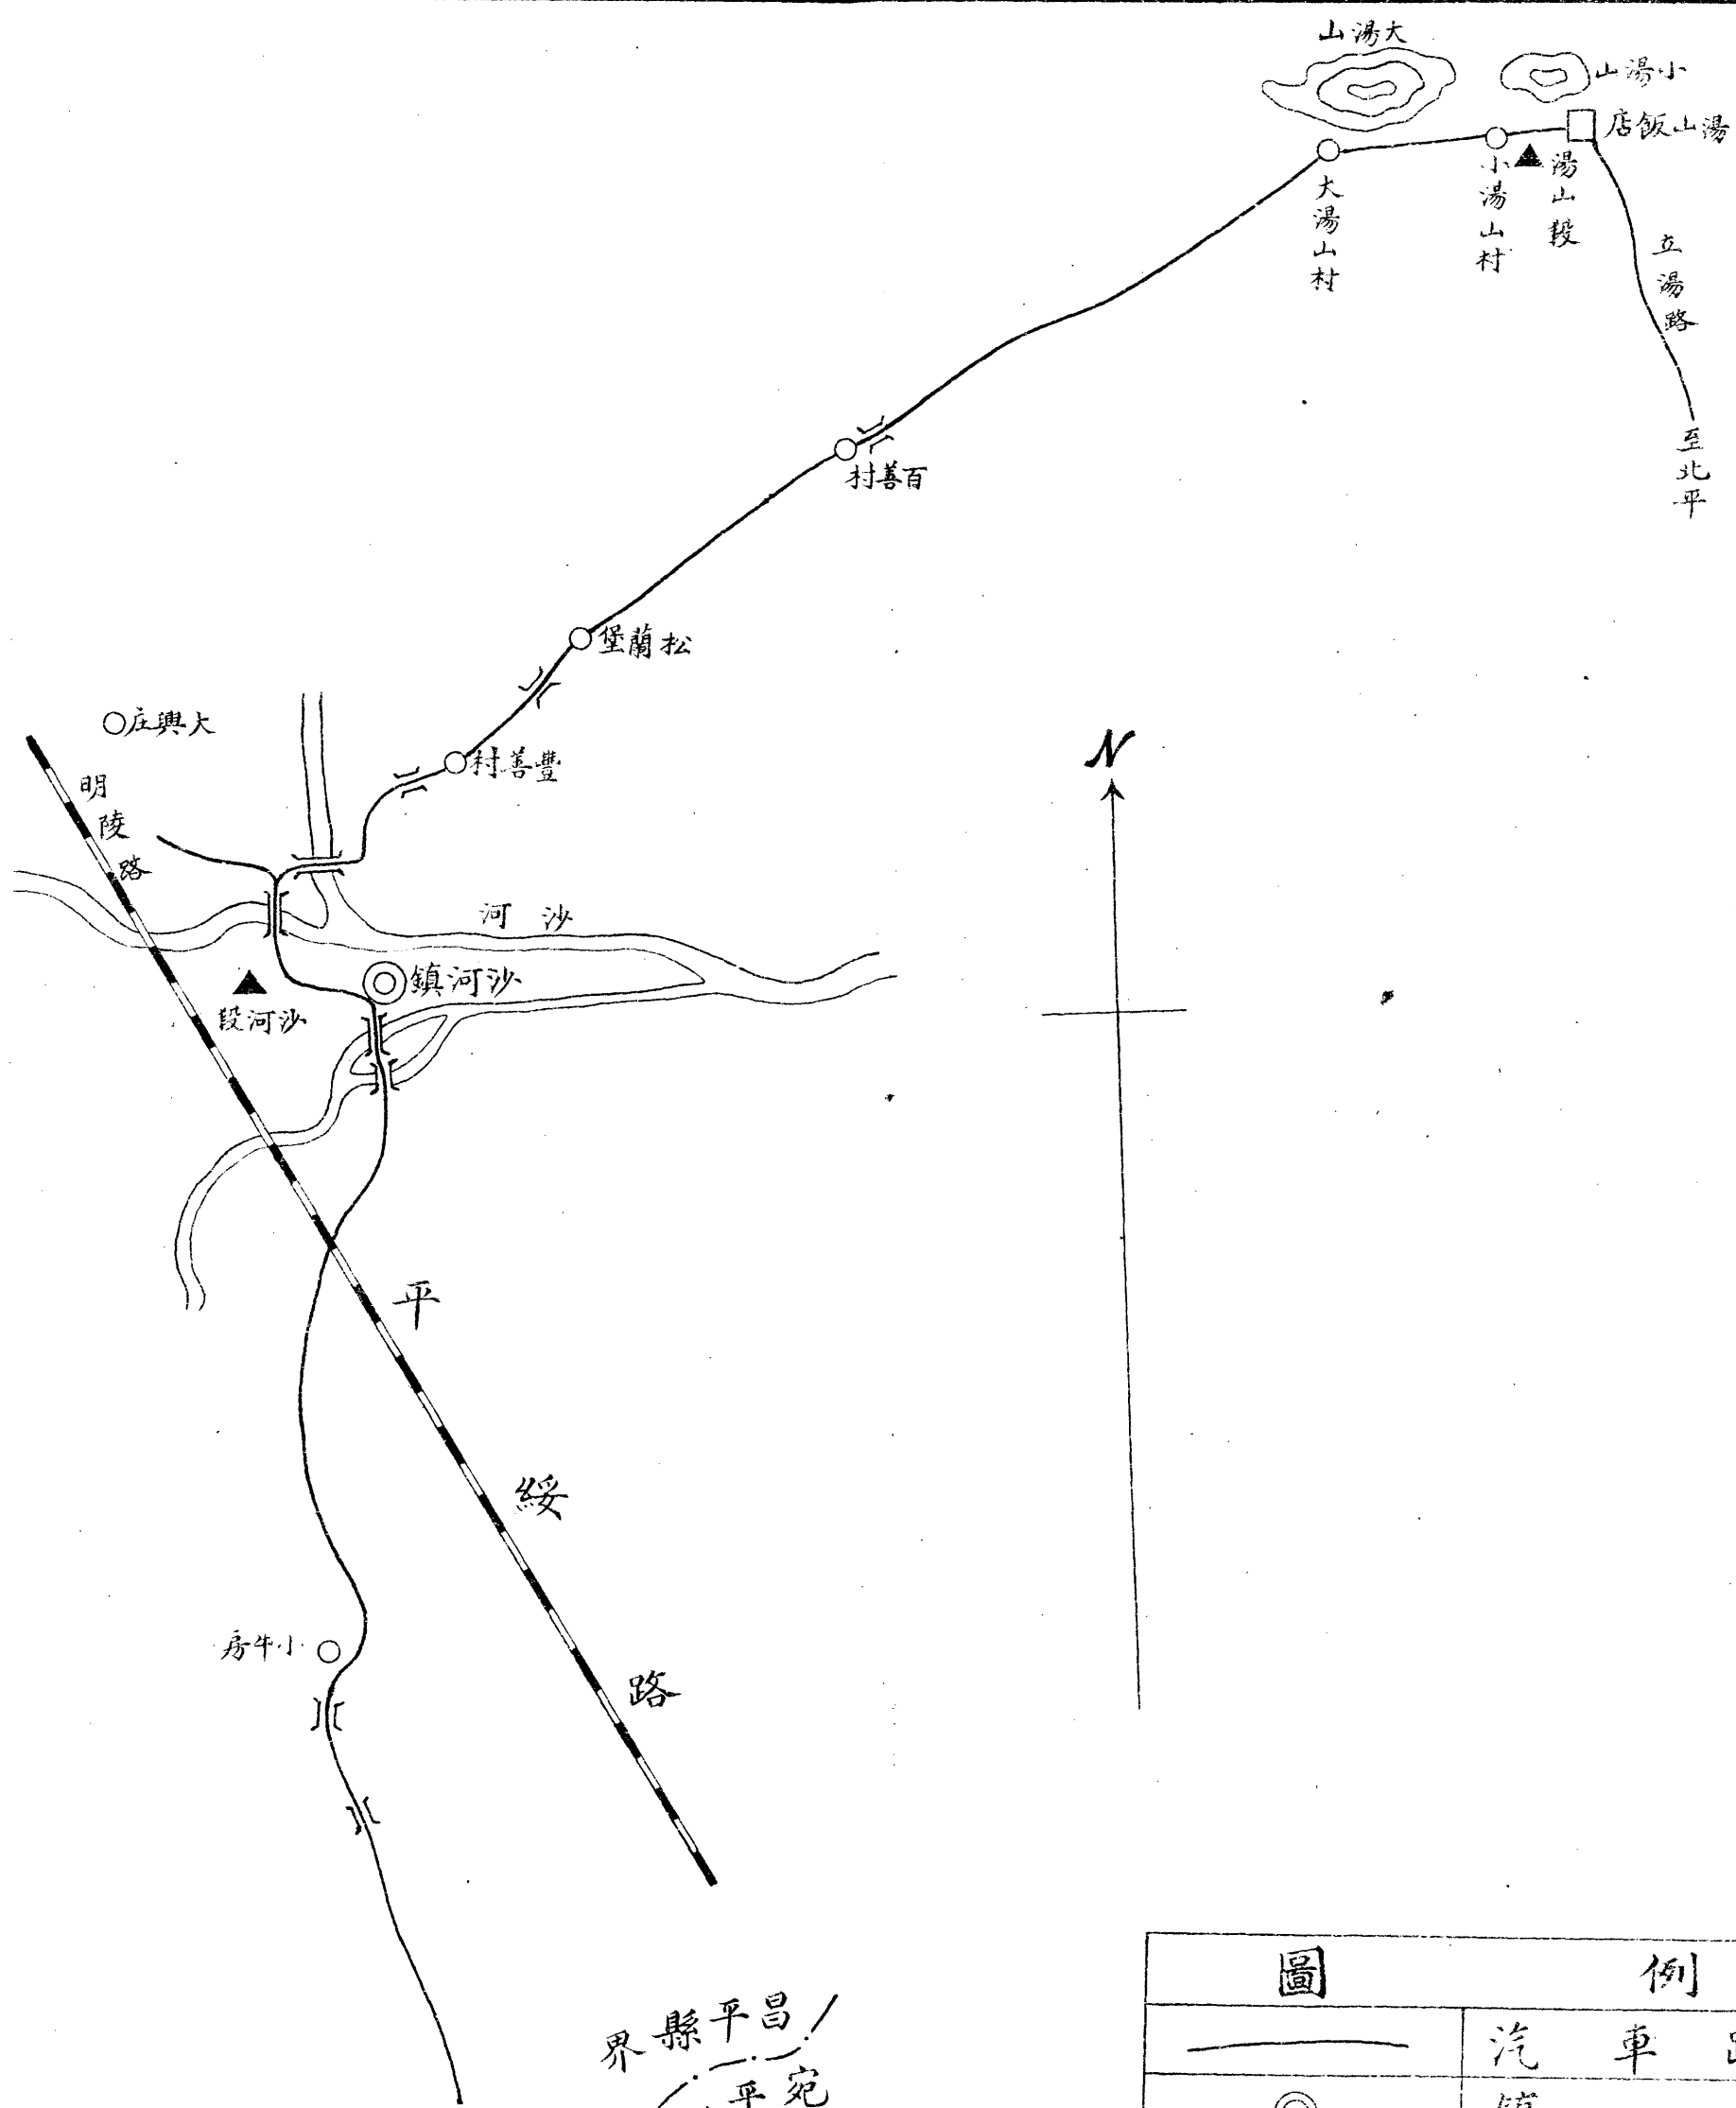 大湯山
小湯山
湯山飯店
大湯山村
小湯山村
湯山段
立湯路
至北平
百善村
松蘭堡
大興庄
豐善村
明陵路
沙河
沙河鎮
沙河段
N
平綏路
小牛房
昌平縣界
宛平
圖例
汽車
鎮